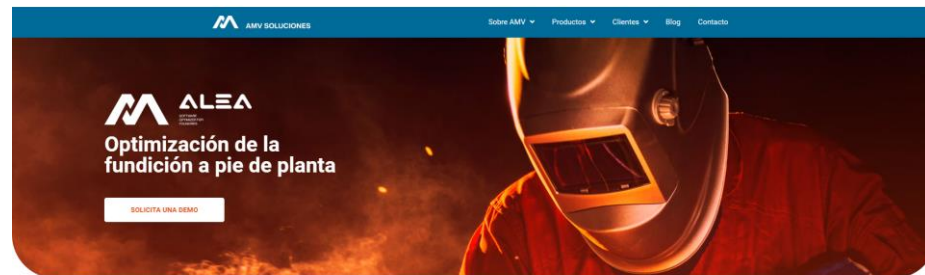 AMV SOLUCIONES
Sobre AMV
Productos
Clientes
Blog
Contacto
ALEA
Optimización de la
fundición a pie de planta
SOLICITA UNA DEMO